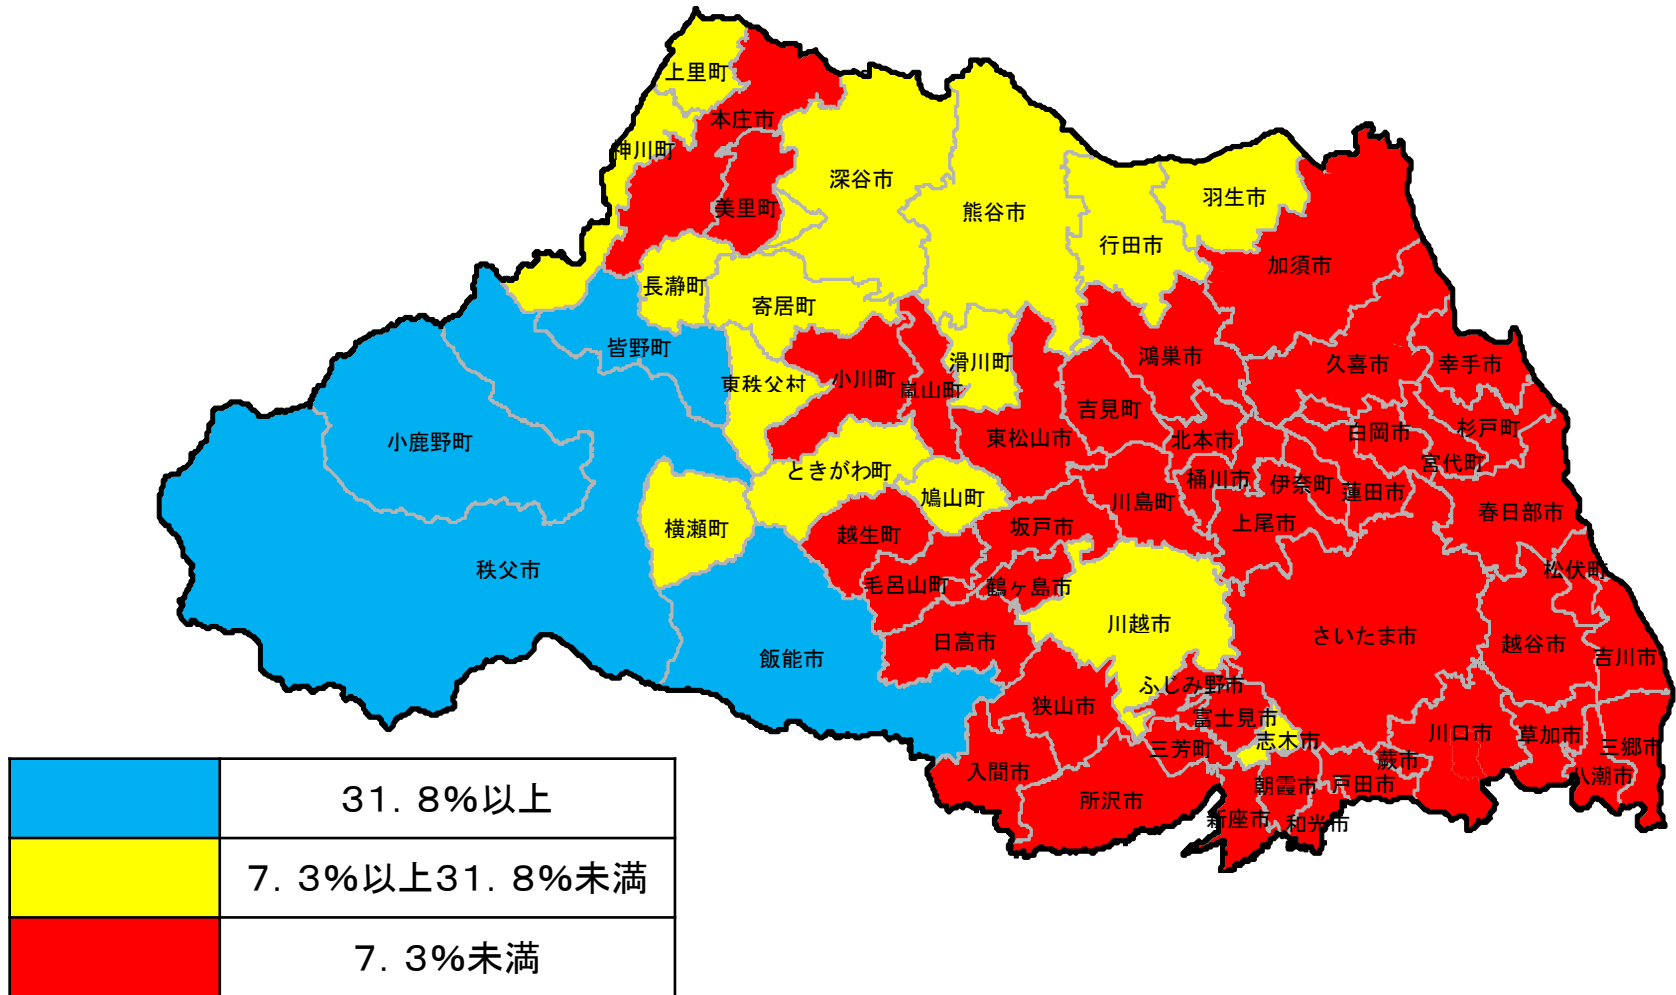 上里町
本庄市
神川町
深谷市
美里町
熊谷市
羽生市
行田市
加須市
長瀞町
寄居町
皆野町
東秩父村
小川町
嵐山町
滑川町
鴻巣市
久喜市
幸手市
吉見町
小鹿野町
東松山市
北本市
白岡市
杉戸町
宮代町
ときがわ町
鳩山町
桶川市
伊奈町
蓮田市
川島町
春日部市
横瀬町
越生町
坂戸市
上尾市
秩父市
毛呂山町
鶴ヶ島市
松伏町
川越市
さいたま市
日高市
越谷市
飯能市
吉川市
ふじみ野市
狭山市
富士見市
三芳町
志木市
川口市
草加市
三郷市
蕨市
入間市
朝霞市
戸田市
八潮市
所沢市
新座市
和光市
31.8%以上
7.3%以上31.8%未満
7.3%未満